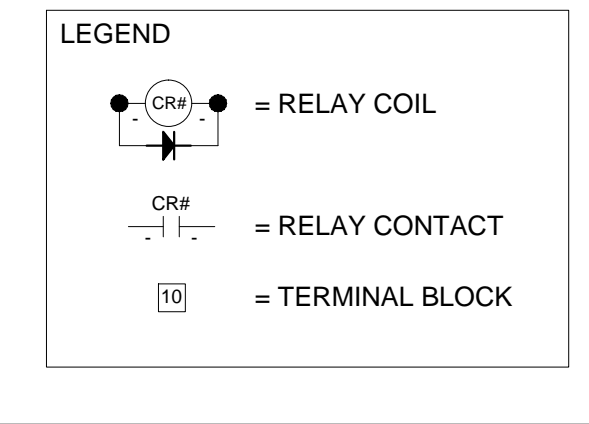 LEGEND
CR# = RELAY COIL
- -
CR#
= RELAY CONTACT
- -
10 = TERMINAL BLOCK